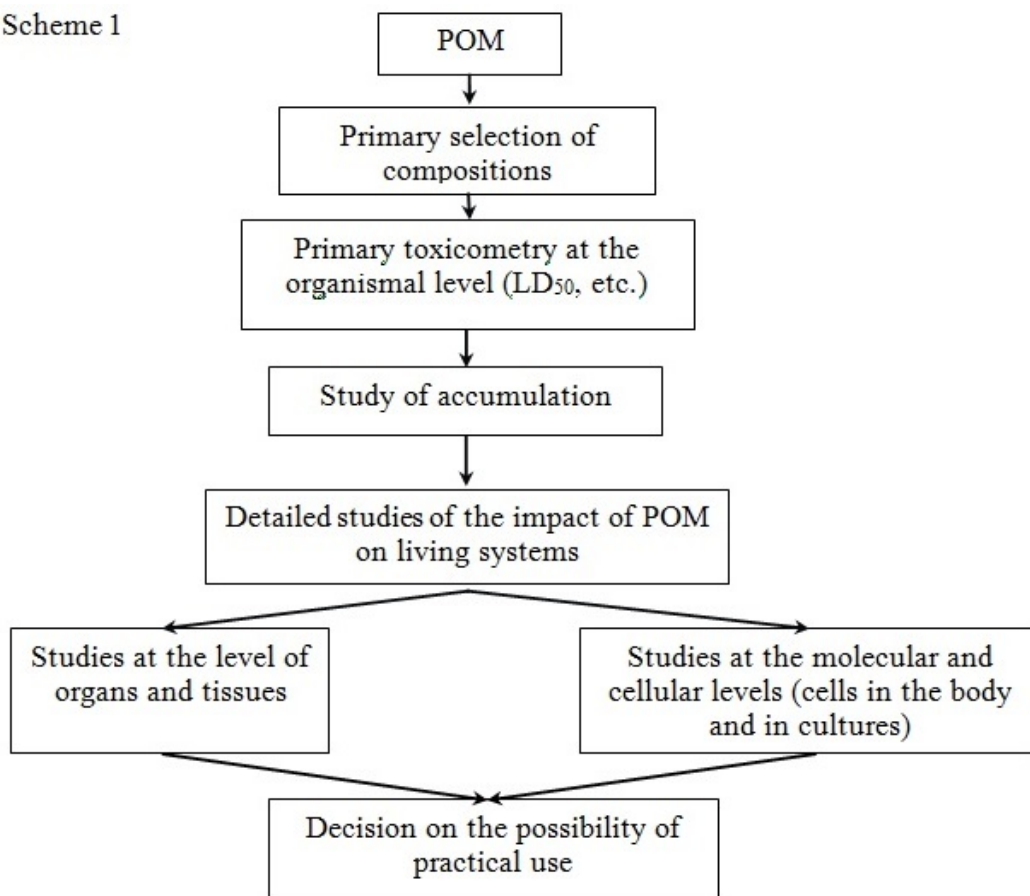 Scheme 1
POM
Primary selection of
compositions
Primary toxicometry at the
organismal level (LD₅₀, etc.)
Study of accumulation
Detailed studies of the impact of POM
on living systems
Studies at the level of
organs and tissues
Studies at the molecular and
cellular levels (cells in the body
and in cultures)
Decision on the possibility of
practical use